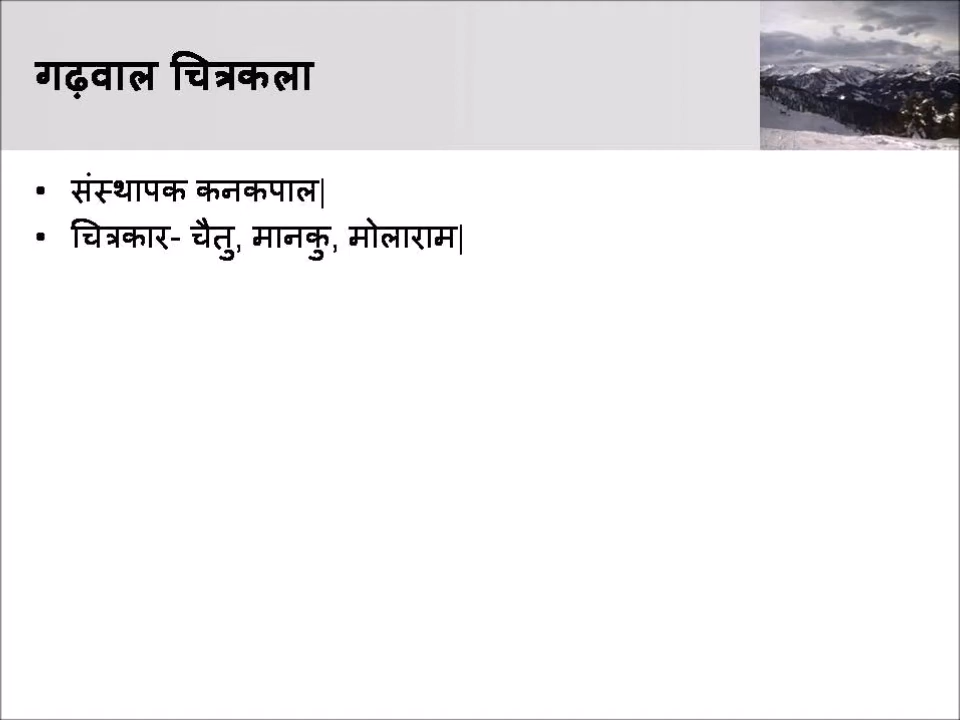 गढ़वाल चित्रकला
• संस्थापक कनकपाल|
• चित्रकार- चैतु, मानकु, मोलाराम|